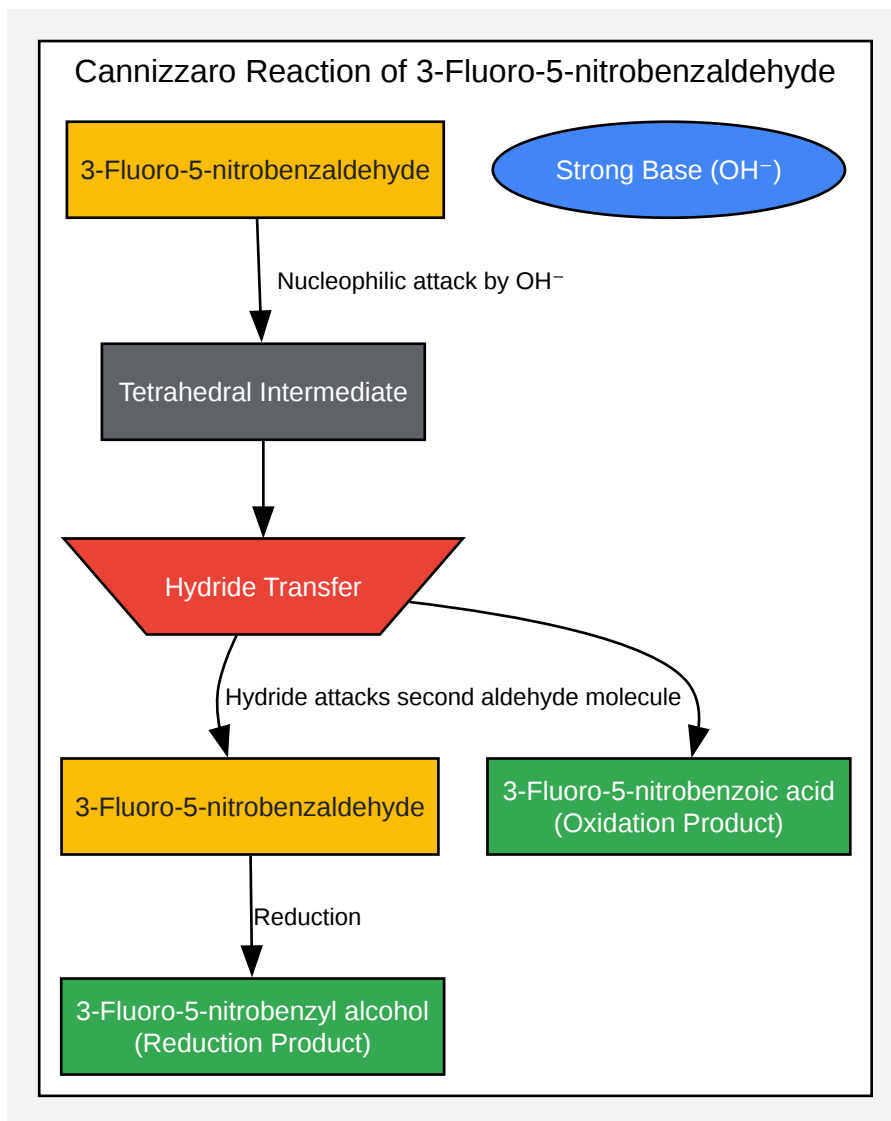 Cannizzaro Reaction of 3-Fluoro-5-nitrobenzaldehyde
3-Fluoro-5-nitrobenzaldehyde
Strong Base (OH⁻)
Nucleophilic attack by OH⁻
Tetrahedral Intermediate
Hydride Transfer
Hydride attacks second aldehyde molecule
3-Fluoro-5-nitrobenzaldehyde
3-Fluoro-5-nitrobenzoic acid
(Oxidation Product)
Reduction
3-Fluoro-5-nitrobenzyl alcohol
(Reduction Product)